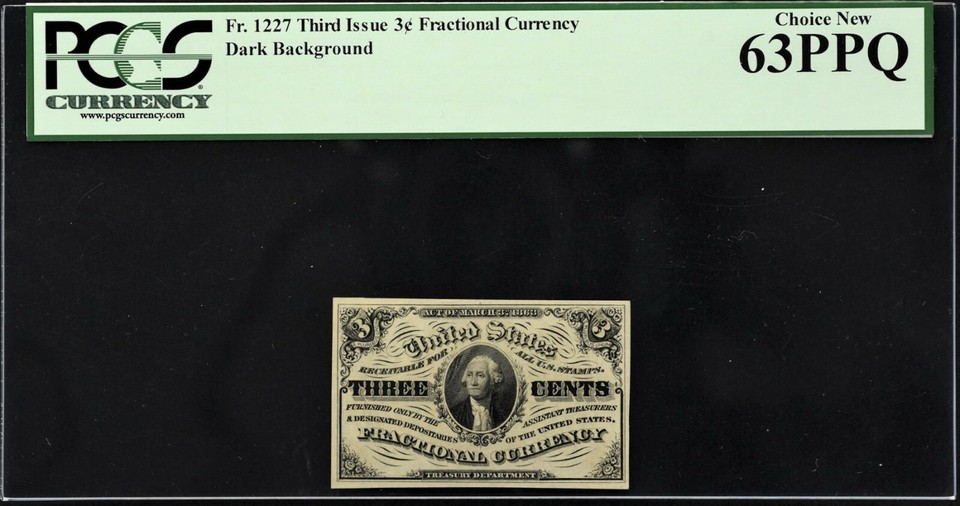 PCGS
CURRENCY
www.pcgscurrency.com
Fr. 1227 Third Issue 3¢ Fractional Currency
Dark Background
Choice New
63PPQ
ACT OF MARCH 3: 1863
3 3
United States
RECEIVABLE FOR ALL U.S. STAMPS.
THREE CENTS
FURNISHED ONLY BY THE ASSISTANT TREASURERS
& DESIGNATED DEPOSITARIES OF THE UNITED STATES.
FRACTIONAL CURRENCY
TREASURY DEPARTMENT